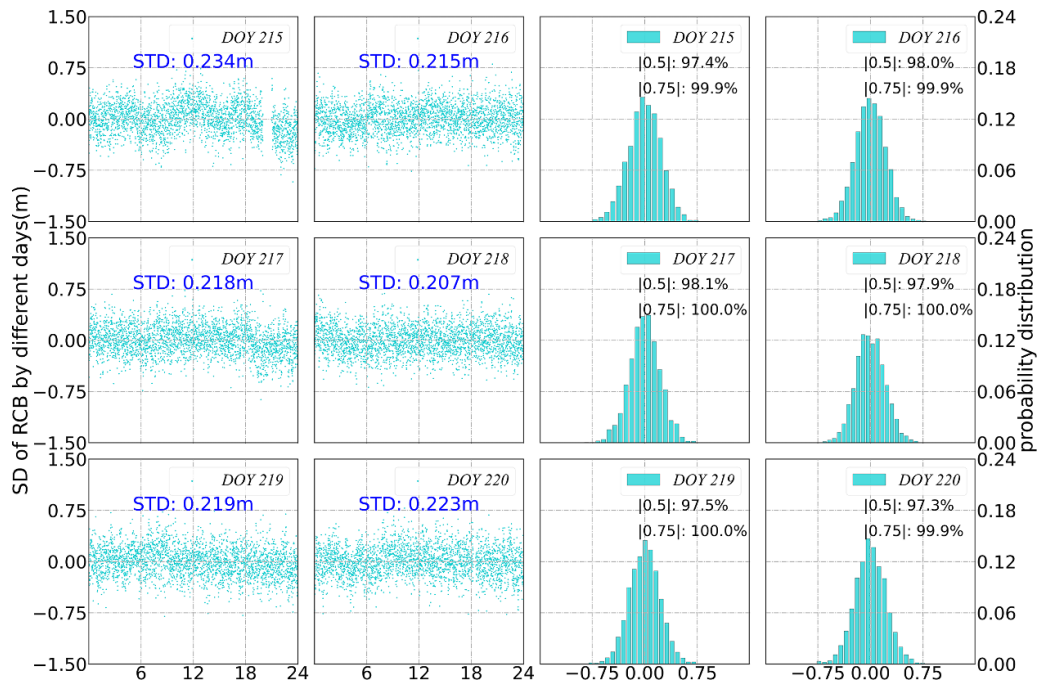 SD of RCB by different days(m)
1.50
0.75
0.00
−0.75
−1.50
DOY 215
STD: 0.234m
DOY 216
STD: 0.215m
DOY 215
|0.5|: 97.4%
|0.75|: 99.9%
DOY 216
|0.5|: 98.0%
|0.75|: 99.9%
0.24
0.18
0.12
0.06
0.00
1.50
0.75
0.00
−0.75
−1.50
DOY 217
STD: 0.218m
DOY 218
STD: 0.207m
DOY 217
|0.5|: 98.1%
|0.75|: 100.0%
DOY 218
|0.5|: 97.9%
|0.75|: 100.0%
0.24
0.18
0.12
0.06
0.00
probability distribution
1.50
0.75
0.00
−0.75
−1.50
DOY 219
STD: 0.219m
DOY 220
STD: 0.223m
DOY 219
|0.5|: 97.5%
|0.75|: 100.0%
DOY 220
|0.5|: 97.3%
|0.75|: 99.9%
0.24
0.18
0.12
0.06
0.00
6 12 18 24
6 12 18 24
−0.75 0.00 0.75
−0.75 0.00 0.75